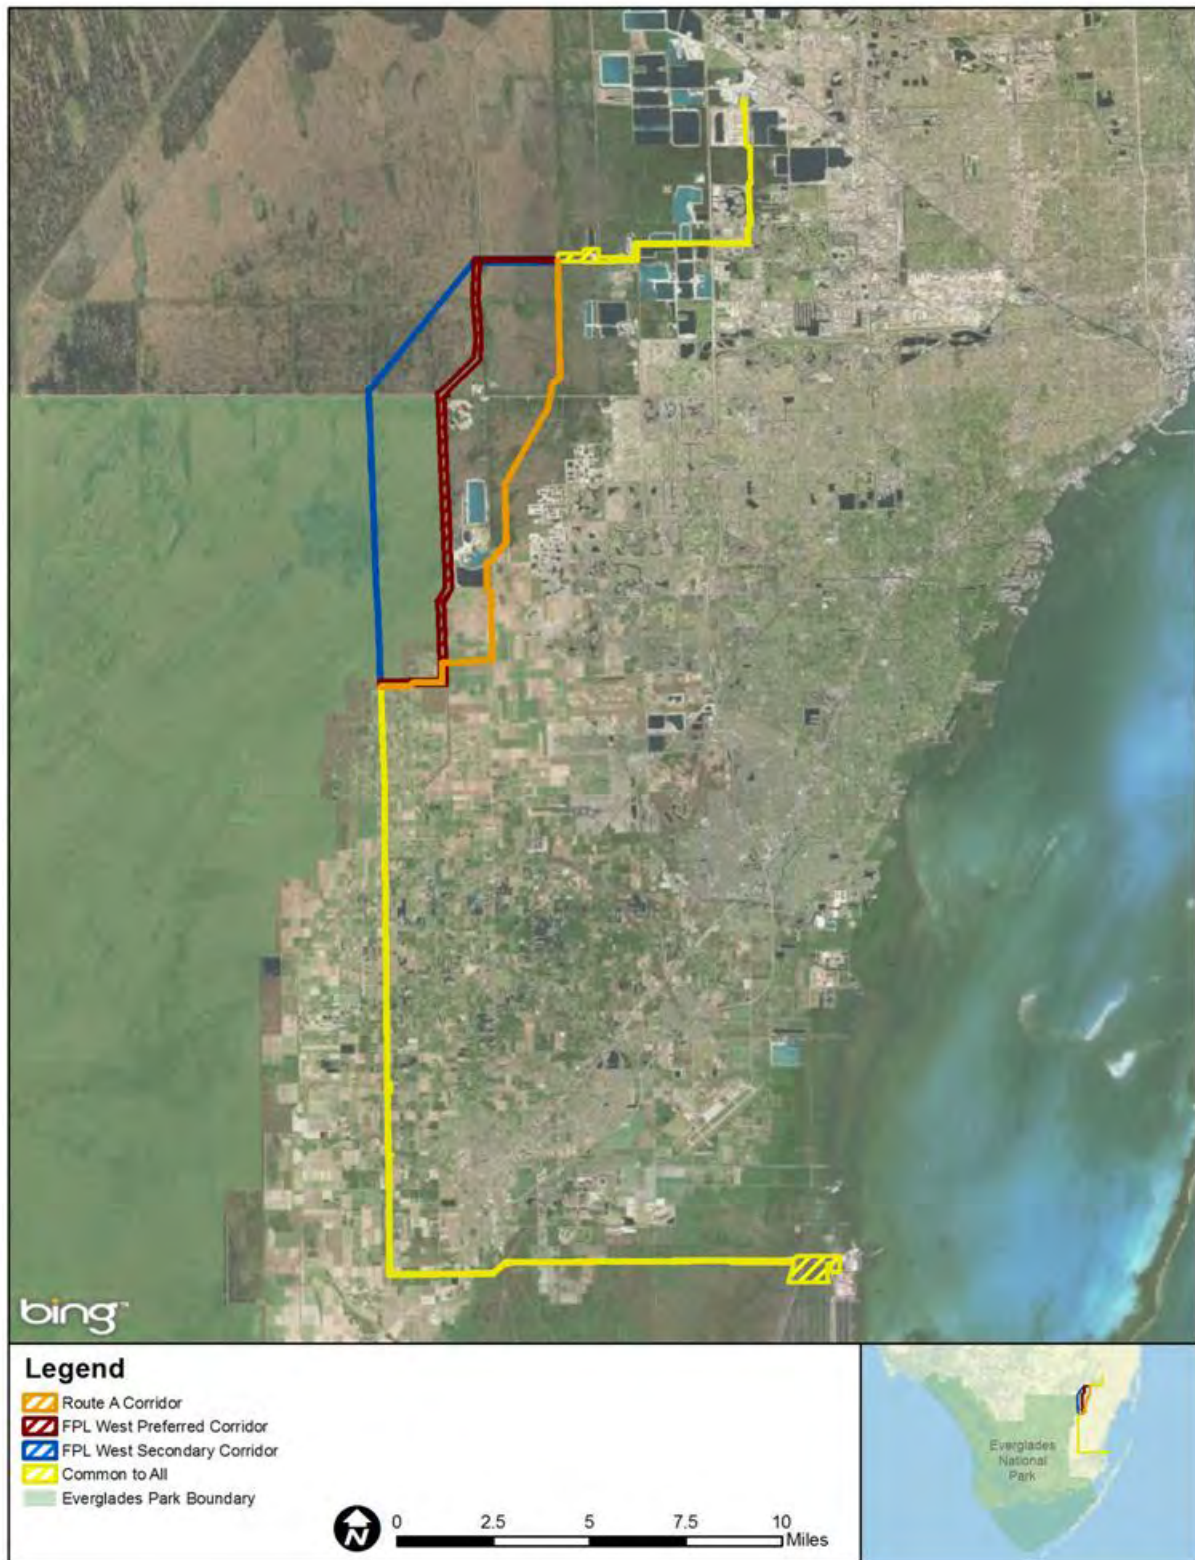 bing™
Legend
Route A Corridor
FPL West Preferred Corridor
FPL West Secondary Corridor
Common to All
Everglades Park Boundary
N
0 2.5 5 7.5 10
Miles
Everglades
National
Park